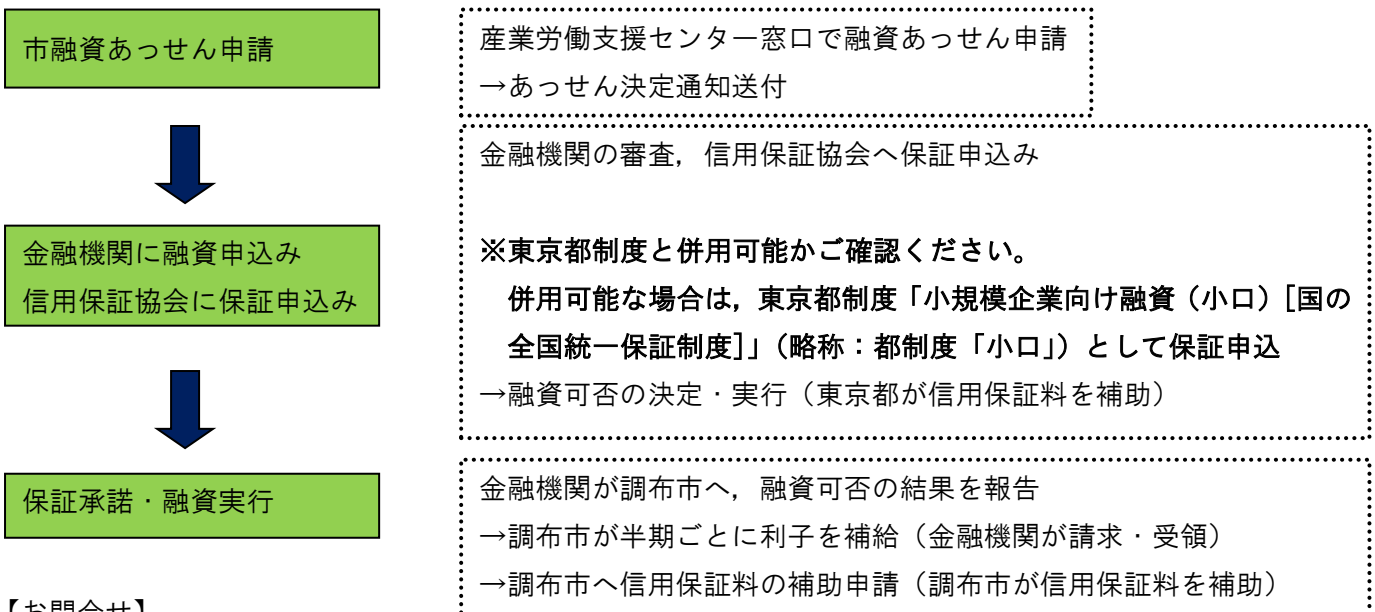 市融資あっせん申請
産業労働支援センター窓口で融資あっせん申請
→あっせん決定通知送付
金融機関に融資申込み
信用保証協会に保証申込み
金融機関の審査，信用保証協会へ保証申込み
※東京都制度と併用可能かご確認ください。
併用可能な場合は，東京都制度「小規模企業向け融資（小口）[国の
全国統一保証制度]」（略称：都制度「小口」）として保証申込
→融資可否の決定・実行（東京都が信用保証料を補助）
保証承諾・融資実行
金融機関が調布市へ，融資可否の結果を報告
→調布市が半期ごとに利子を補給（金融機関が請求・受領）
→調布市へ信用保証料の補助申請（調布市が信用保証料を補助）
【お問合せ】